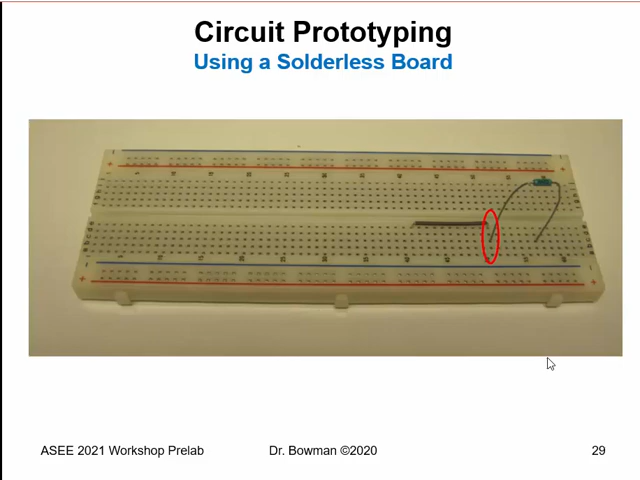 Circuit Prototyping
Using a Solderless Board
ASEE 2021 Workshop Prelab
Dr. Bowman ©2020
29